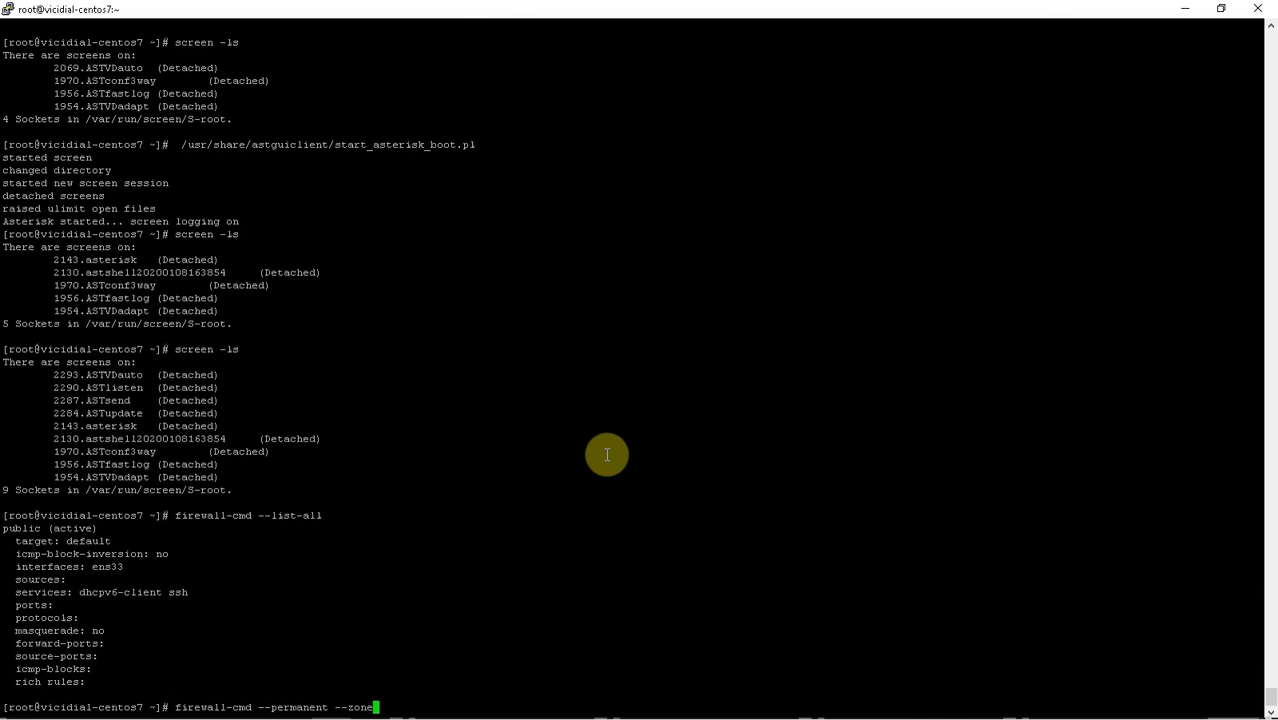 root@vicidial-centos7:~
[root@vicidial-centos7 ~]# screen -ls
There are screens on:
2069.ASTVDauto (Detached)
1970.ASTconf3way (Detached)
1956.ASTfastlog (Detached)
1954.ASTVDadapt (Detached)
4 Sockets in /var/run/screen/S-root.
[root@vicidial-centos7 ~]# /usr/share/astguiclient/start_asterisk_boot.pl
started screen
changed directory
started new screen session
detached screens
raised ulimit open files
Asterisk started... screen logging on
[root@vicidial-centos7 ~]# screen -ls
There are screens on:
2143.asterisk (Detached)
2130.astshell20200108163854 (Detached)
1970.ASTconf3way (Detached)
1956.ASTfastlog (Detached)
1954.ASTVDadapt (Detached)
5 Sockets in /var/run/screen/S-root.
[root@vicidial-centos7 ~]# screen -ls
There are screens on:
2293.ASTVDauto (Detached)
2290.ASTlisten (Detached)
2287.ASTsend (Detached)
2284.ASTupdate (Detached)
2143.asterisk (Detached)
2130.astshell20200108163854 (Detached)
1970.ASTconf3way (Detached)
1956.ASTfastlog (Detached)
1954.ASTVDadapt (Detached)
9 Sockets in /var/run/screen/S-root.
[root@vicidial-centos7 ~]# firewall-cmd --list-all
public (active)
target: default
icmp-block-inversion: no
interfaces: ens33
sources:
services: dhcpv6-client ssh
ports:
protocols:
masquerade: no
forward-ports:
source-ports:
icmp-blocks:
rich rules:
[root@vicidial-centos7 ~]# firewall-cmd --permanent --zone